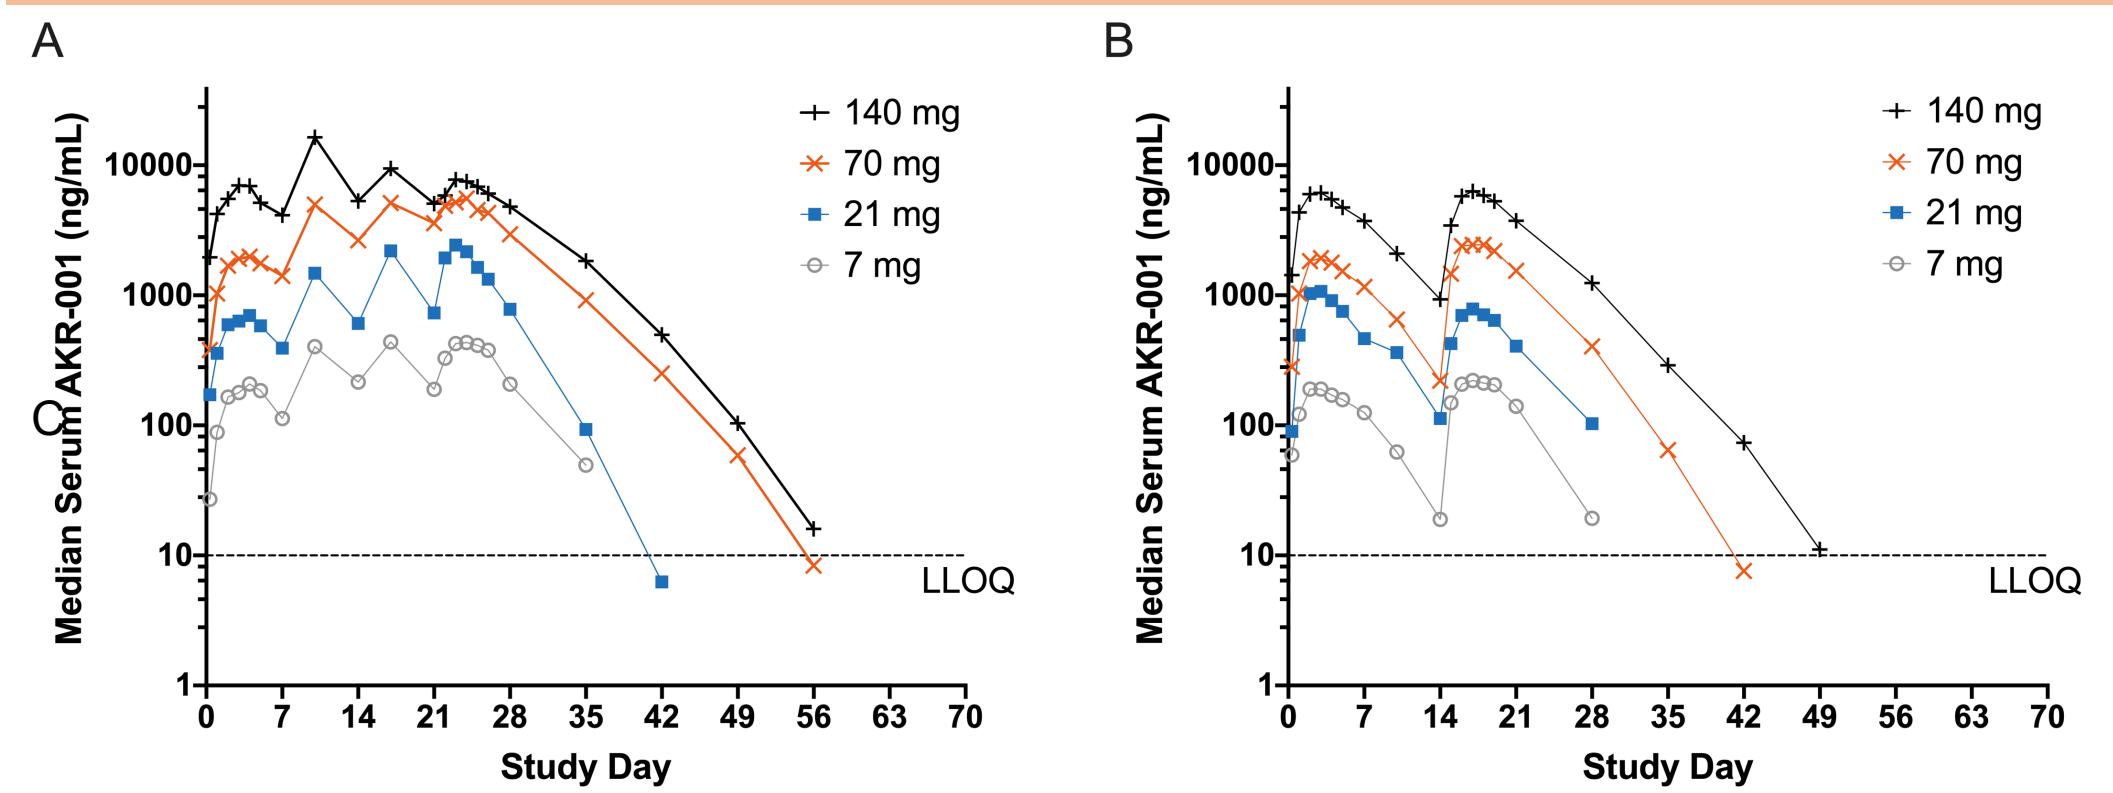 A
Median Serum AKR-001 (ng/mL)
10000
1000
100
10
1
0 7 14 21 28 35 42 49 56 63 70
Study Day
140 mg
70 mg
21 mg
7 mg
LLOQ
C
B
Median Serum AKR-001 (ng/mL)
10000
1000
100
10
1
0 7 14 21 28 35 42 49 56 63 70
Study Day
140 mg
70 mg
21 mg
7 mg
LLOQ